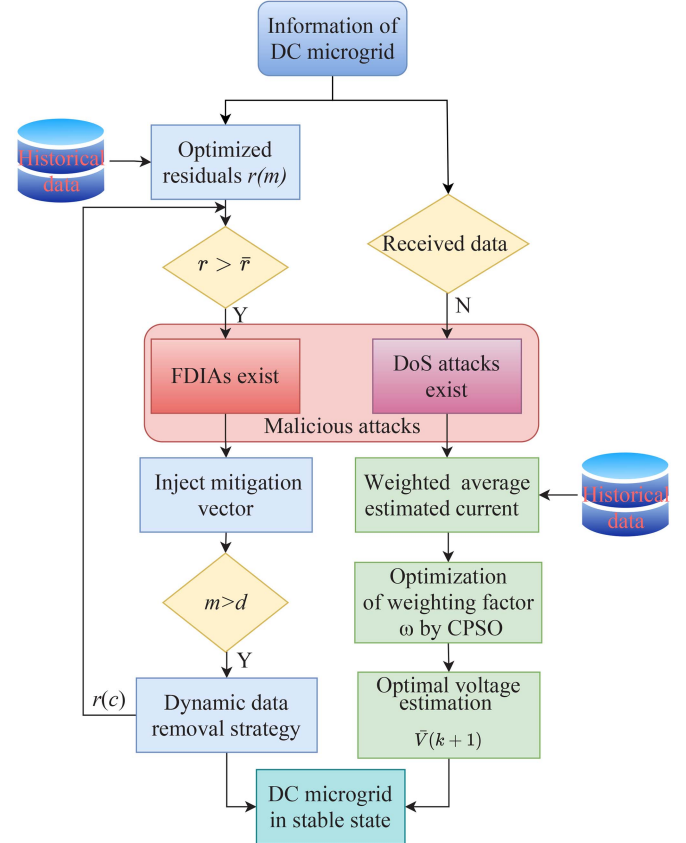 Information of
DC microgrid
Historical
data
Optimized
residuals r(m)
Received data
r > r̄
Y
N
FDIAs exist
DoS attacks
exist
Malicious attacks
Inject mitigation
vector
Weighted average
estimated current
Historical
data
m>d
Optimization
of weighting factor
ω by CPSO
Y
r(c)
Dynamic data
removal strategy
Optimal voltage
estimation
V̄(k + 1)
DC microgrid
in stable state